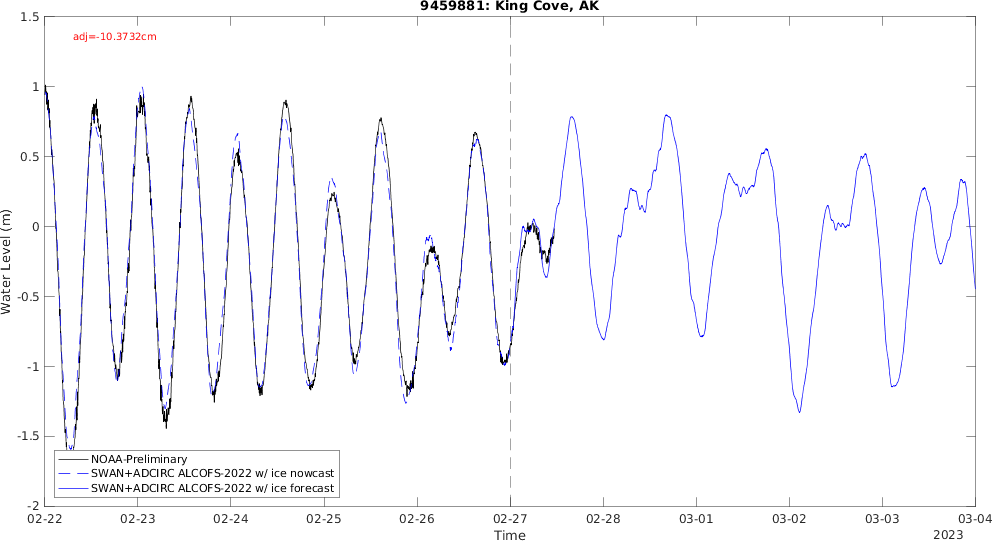 9459881: King Cove, AK
adj=-10.3732cm
1.5
1
0.5
0
-0.5
-1
-1.5
-2
Water Level (m)
NOAA-Preliminary
SWAN+ADCIRC ALCOFS-2022 w/ ice nowcast
SWAN+ADCIRC ALCOFS-2022 w/ ice forecast
02-22 02-23 02-24 02-25 02-26 02-27 02-28 03-01 03-02 03-03 03-04
Time
2023